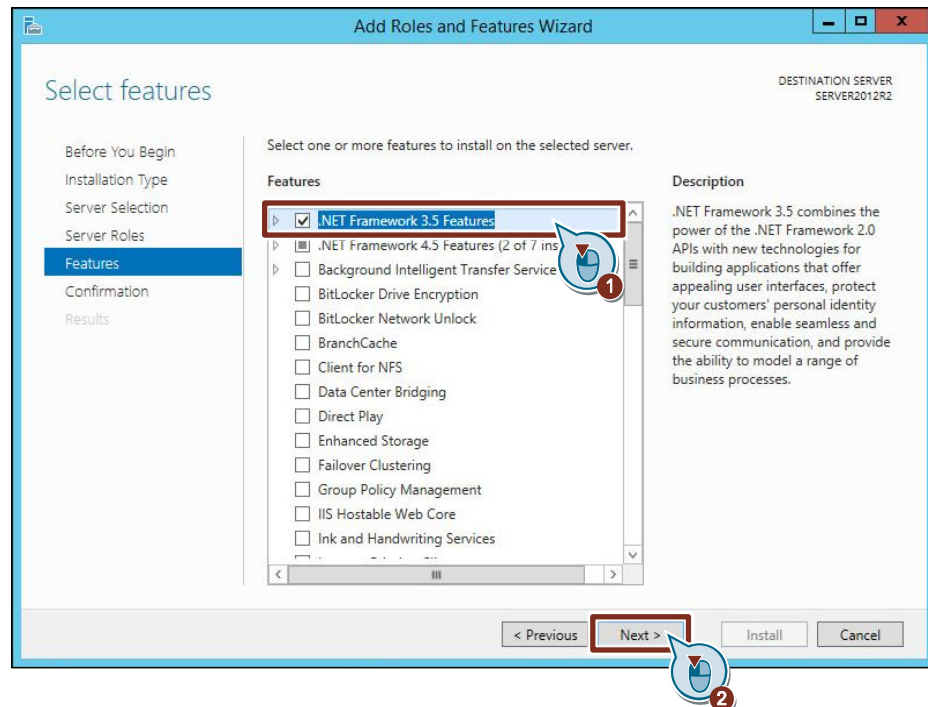 Add Roles and Features Wizard
Select features
DESTINATION SERVER
SERVER2012R2
Before You Begin
Installation Type
Server Selection
Server Roles
Features
Confirmation
Results
Select one or more features to install on the selected server.
Features
.NET Framework 3.5 Features
.NET Framework 4.5 Features (2 of 7 ins
Background Intelligent Transfer Service
1
BitLocker Drive Encryption
BitLocker Network Unlock
BranchCache
Client for NFS
Data Center Bridging
Direct Play
Enhanced Storage
Failover Clustering
Group Policy Management
IIS Hostable Web Core
Ink and Handwriting Services
Description
.NET Framework 3.5 combines the
power of the .NET Framework 2.0
APIs with new technologies for
building applications that offer
appealing user interfaces, protect
your customers' personal identity
information, enable seamless and
secure communication, and provide
the ability to model a range of
business processes.
< Previous
Next >
Install
Cancel
2